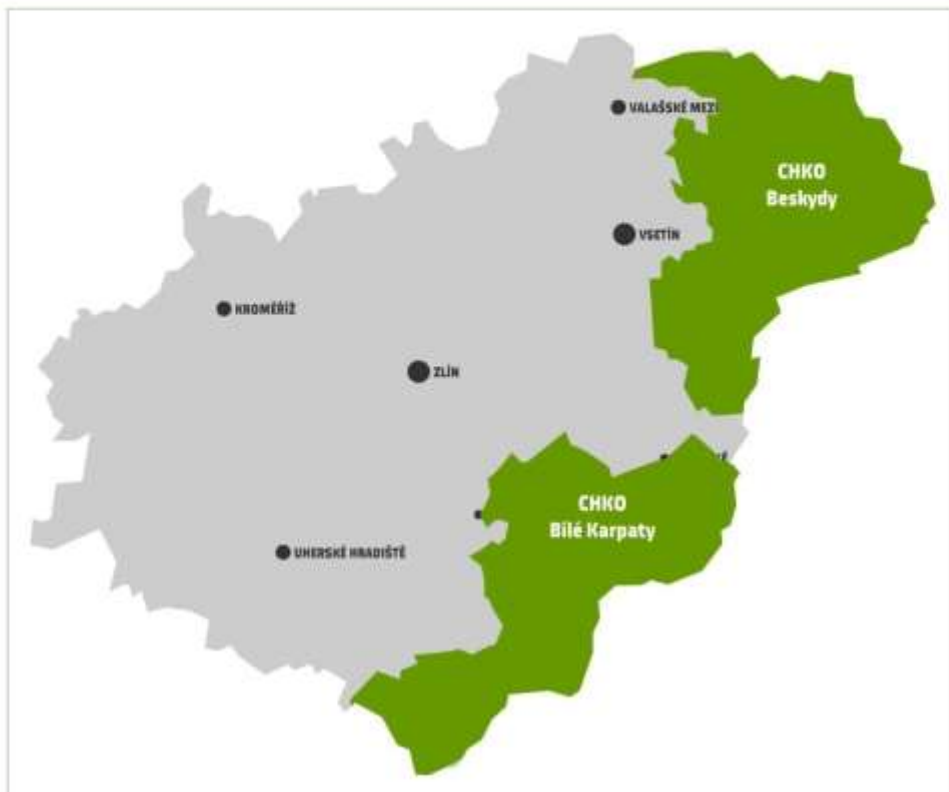 VALAŠSKÉ MEZI
CHKO
Beskydy
VSETÍN
KROMĚŘÍŽ
ZLÍN
CHKO
Bílé Karpaty
UHERSKÉ HRADIŠTĚ